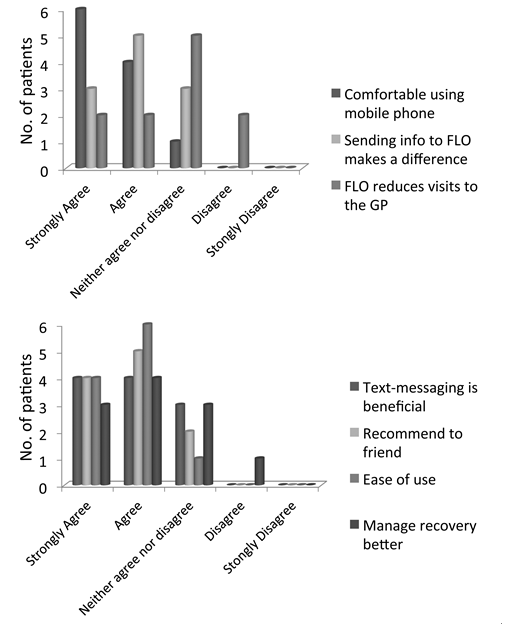 6
5
4
3
2
1
0
No. of patients
Strongly Agree
Agree
Neither agree nor disagree
Disagree
Stongly Disagree
Comfortable using
mobile phone
Sending info to FLO
makes a difference
FLO reduces visits to
the GP
6
5
4
3
2
1
0
No. of patients
Strongly Agree
Agree
Neither agree nor disagree
Disagree
Stongly Disagree
Text-messaging is
beneficial
Recommend to
friend
Ease of use
Manage recovery
better